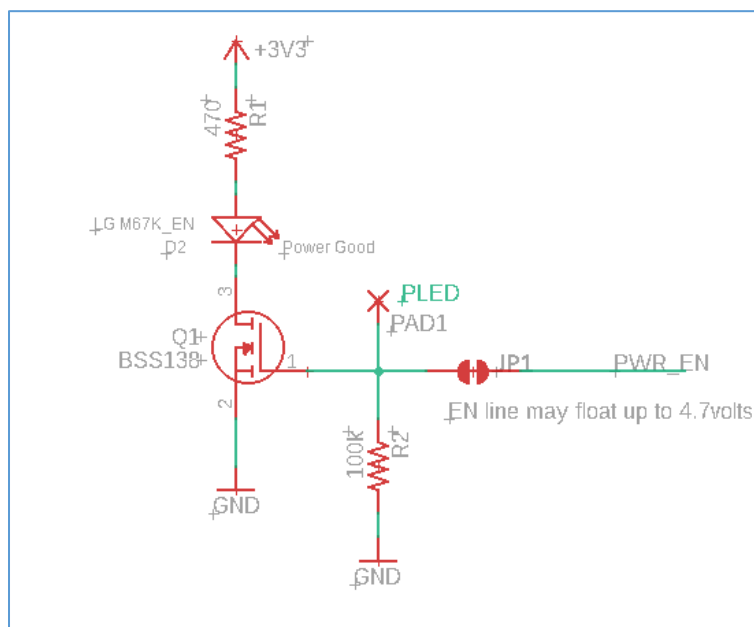 +3V3
470
R1
LG M67K_EN
D2
Power Good
3
PLED
PAD1
Q1
BSS138
1
JP1
PWR_EN
EN line may float up to 4.7volts
2
100k
R2
GND
GND